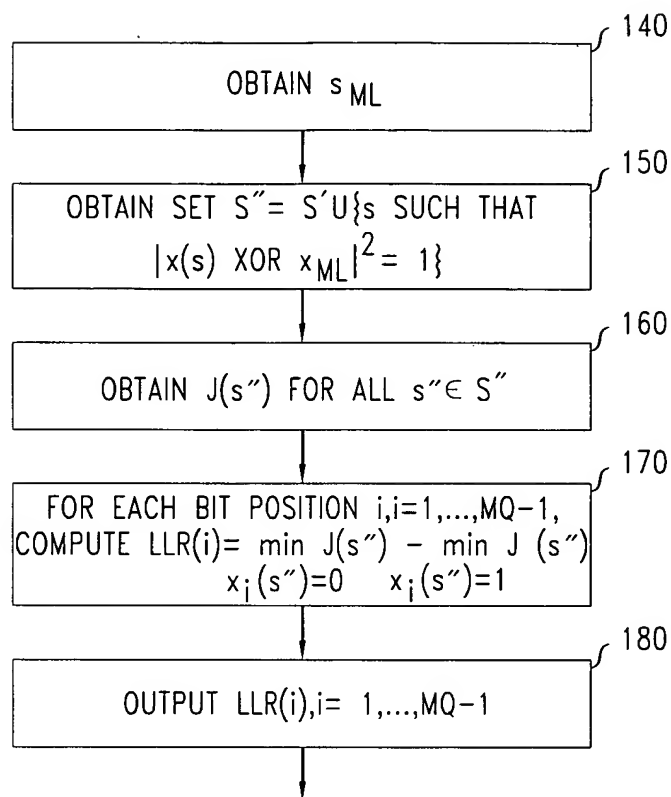 140
OBTAIN s_ML
150
OBTAIN SET S″= S′U{s SUCH THAT
|x(s) XOR x_ML|²= 1}
160
OBTAIN J(s″) FOR ALL s″∈ S″
170
FOR EACH BIT POSITION i,i=1,...,MQ-1,
COMPUTE LLR(i)= min J(s″) - min J (s″)
x_i(s″)=0 x_i(s″)=1
180
OUTPUT LLR(i),i= 1,...,MQ-1